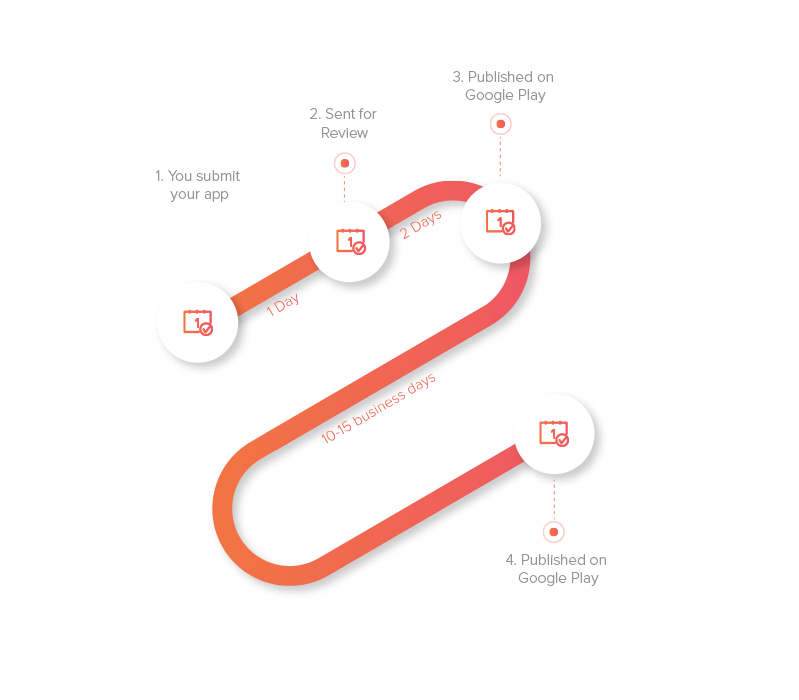 3. Published on
Google Play
2. Sent for
Review
1. You submit
your app
2 Days
1 Day
10-15 business days
4. Published on
Google Play
1
1
1
1